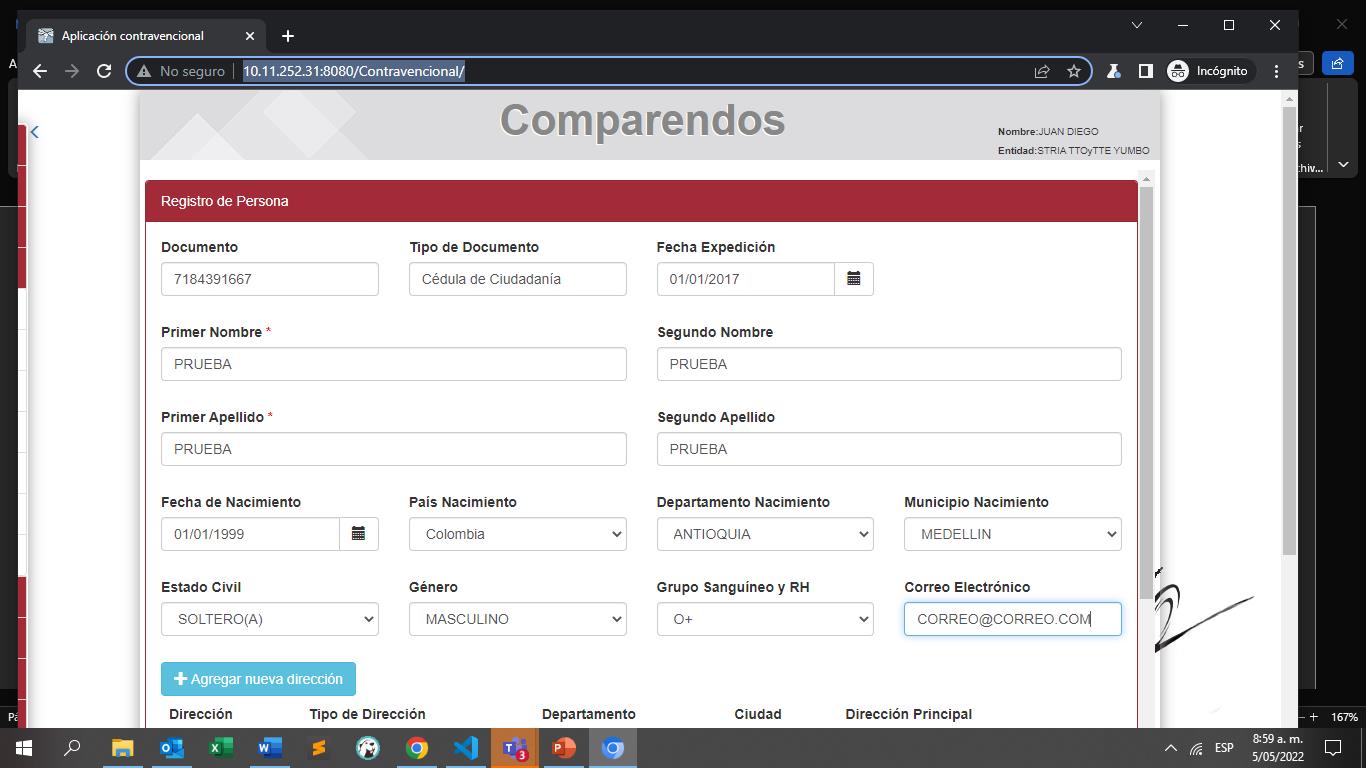 Aplicación contravencional
No seguro
10.11.252.31:8080/Contravencional/
Incógnito
Comparendos
Nombre:JUAN DIEGO
Entidad:STRIA TTOyTTE YUMBO
Registro de Persona
Documento Tipo de Documento Fecha Expedición
7184391667 Cédula de Ciudadanía 01/01/2017
Primer Nombre * Segundo Nombre
PRUEBA PRUEBA
Primer Apellido * Segundo Apellido
PRUEBA PRUEBA
Fecha de Nacimiento País Nacimiento Departamento Nacimiento Municipio Nacimiento
01/01/1999 Colombia ANTIOQUIA MEDELLIN
Estado Civil Género Grupo Sanguíneo y RH Correo Electrónico
SOLTERO(A) MASCULINO O+ CORREO@CORREO.COM
Agregar nueva dirección
Dirección Tipo de Dirección Departamento Ciudad Dirección Principal
167%
3
ESP
8:59 a. m.
5/05/2022